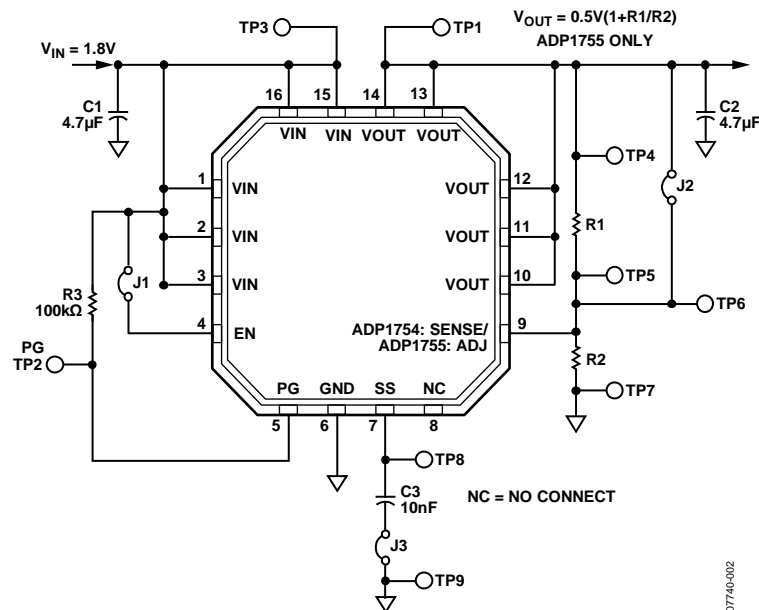 TP3
TP1
VOUT = 0.5V(1+R1/R2)
ADP1755 ONLY
VIN = 1.8V
C1
4.7µF
16
15
14
13
VIN
VIN
VOUT
VOUT
C2
4.7µF
TP4
J2
1
VIN
VOUT
12
2
VIN
VOUT
11
R1
3
VIN
VOUT
10
TP5
J1
R3
100kΩ
TP6
4
EN
ADP1754: SENSE/
ADP1755: ADJ
9
PG
TP2
R2
PG
GND
SS
NC
TP7
5
6
7
8
TP8
C3
10nF
NC = NO CONNECT
J3
TP9
07740-002